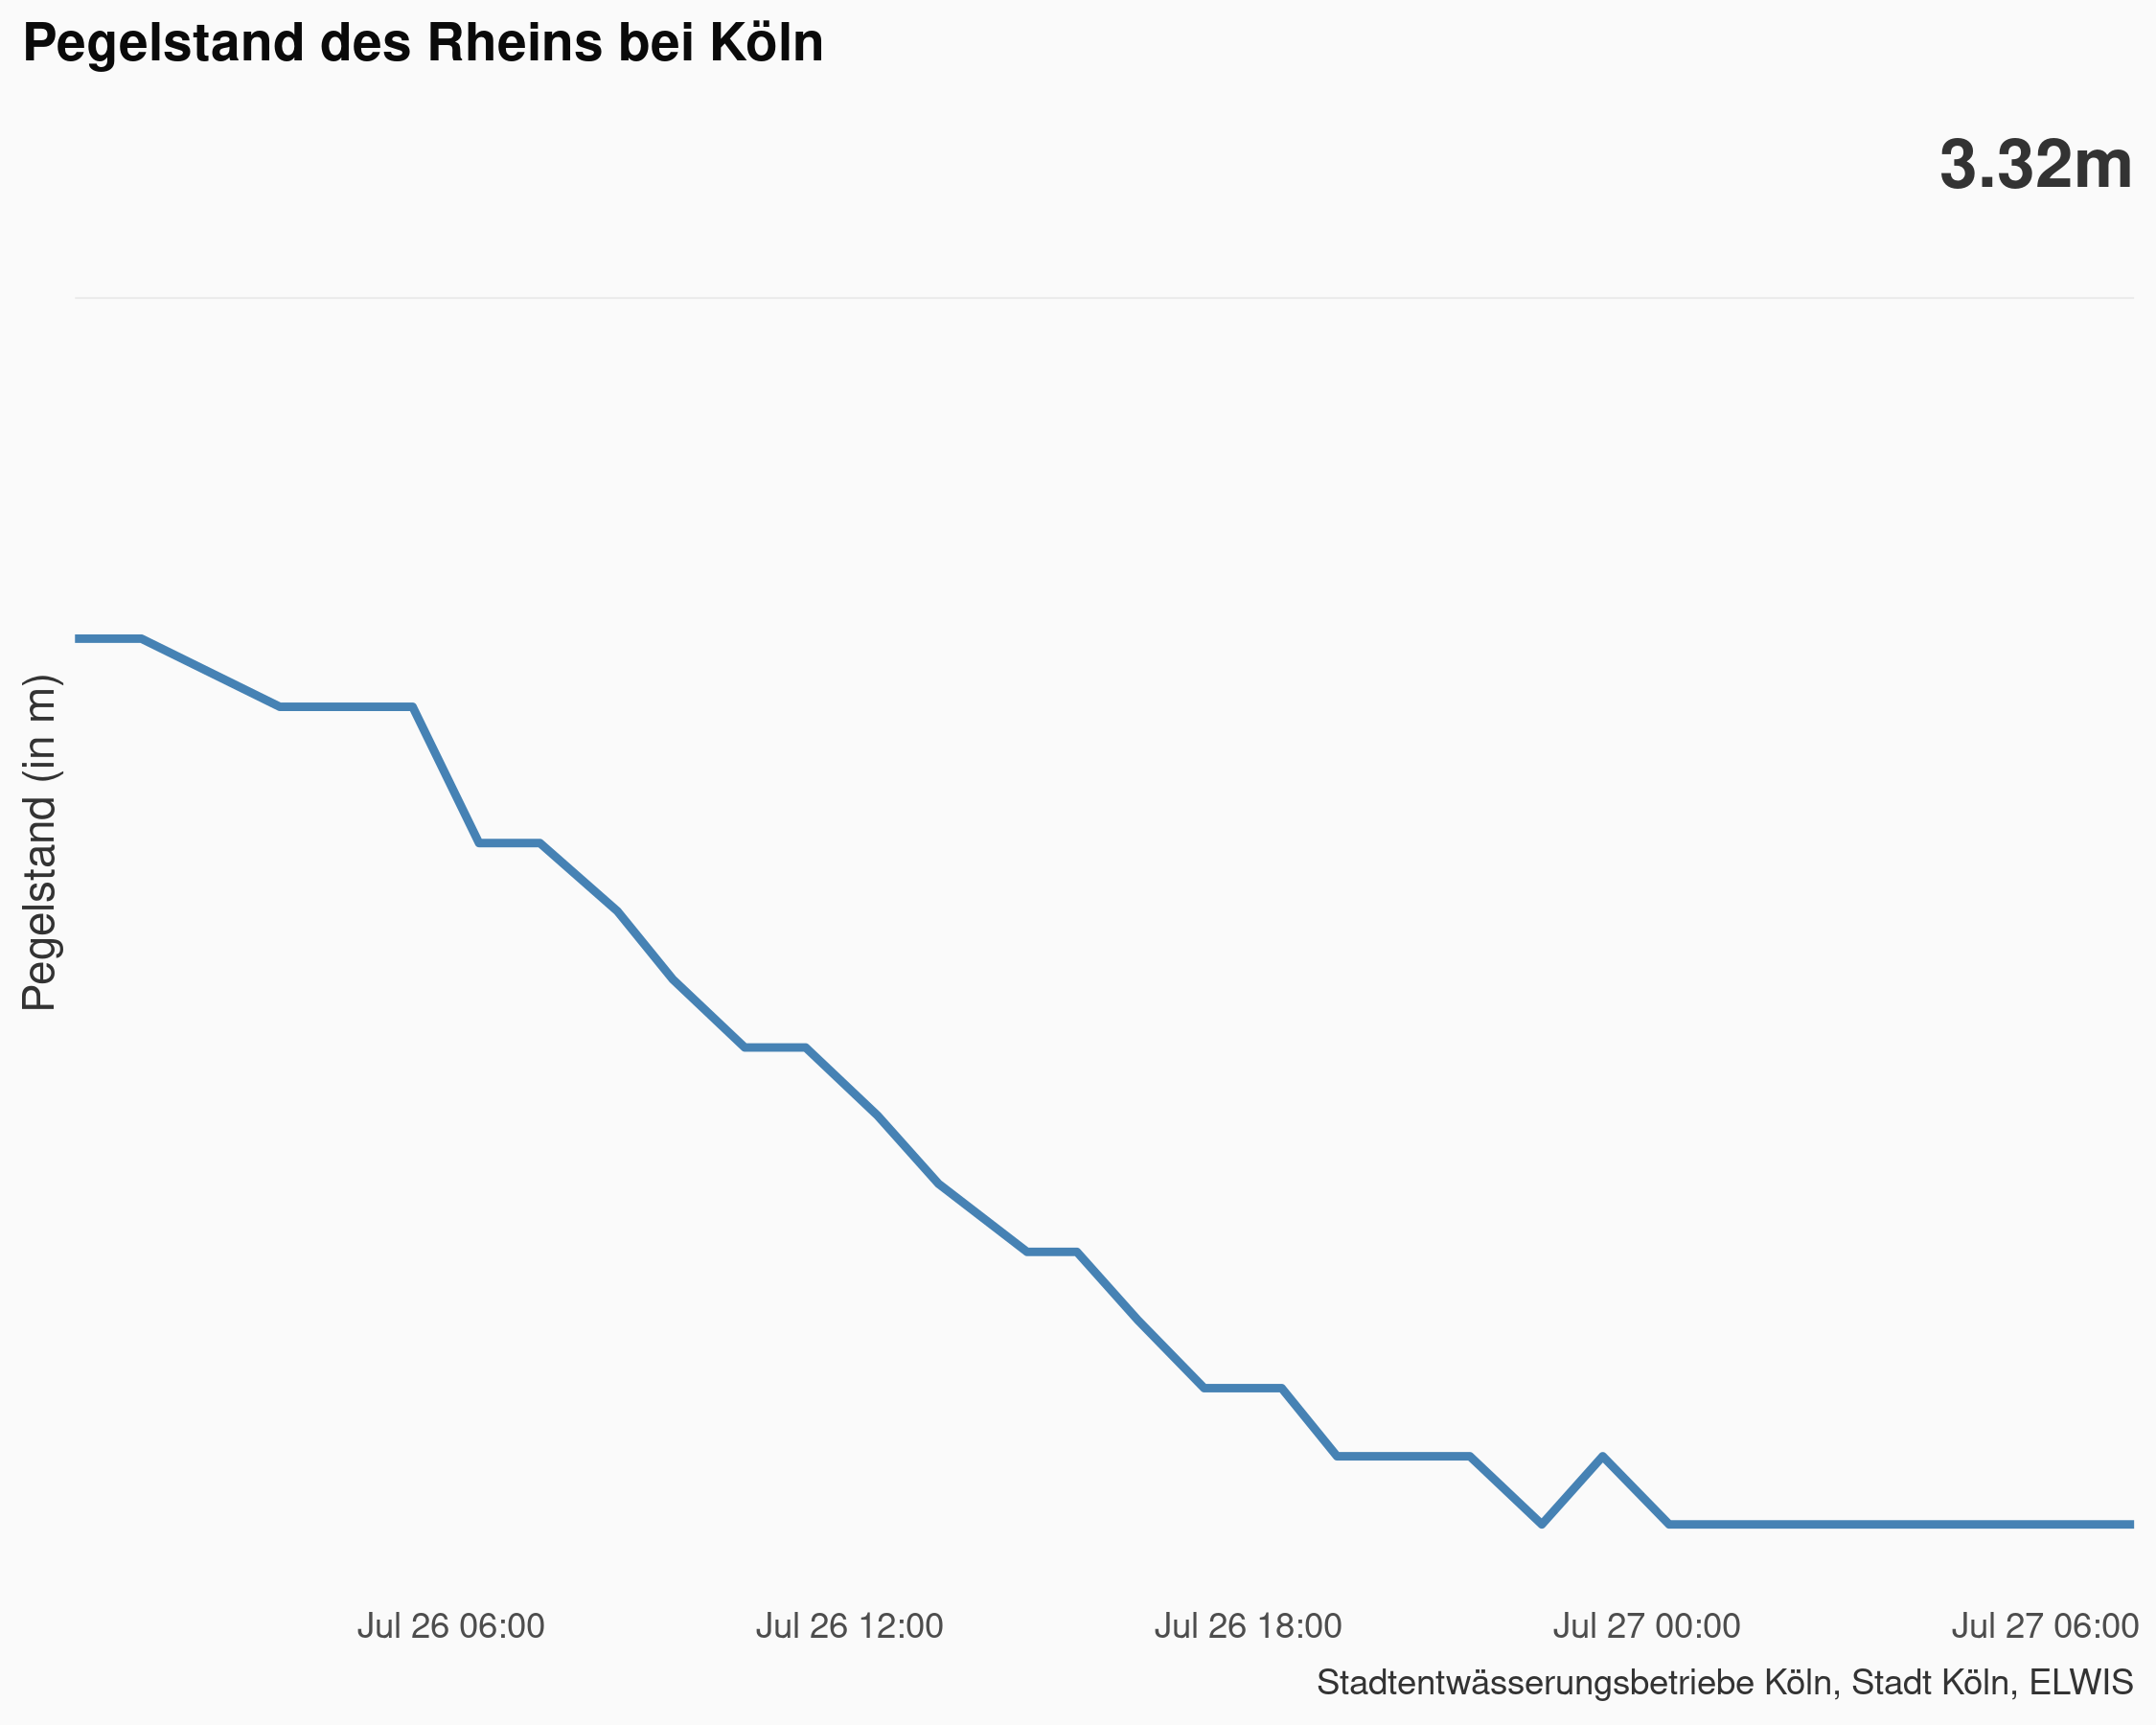 Pegelstand des Rheins bei Köln
3.32m
Pegelstand (in m)
Jul 26 06:00 Jul 26 12:00 Jul 26 18:00 Jul 27 00:00 Jul 27 06:00
Stadtentwässerungsbetriebe Köln, Stadt Köln, ELWIS